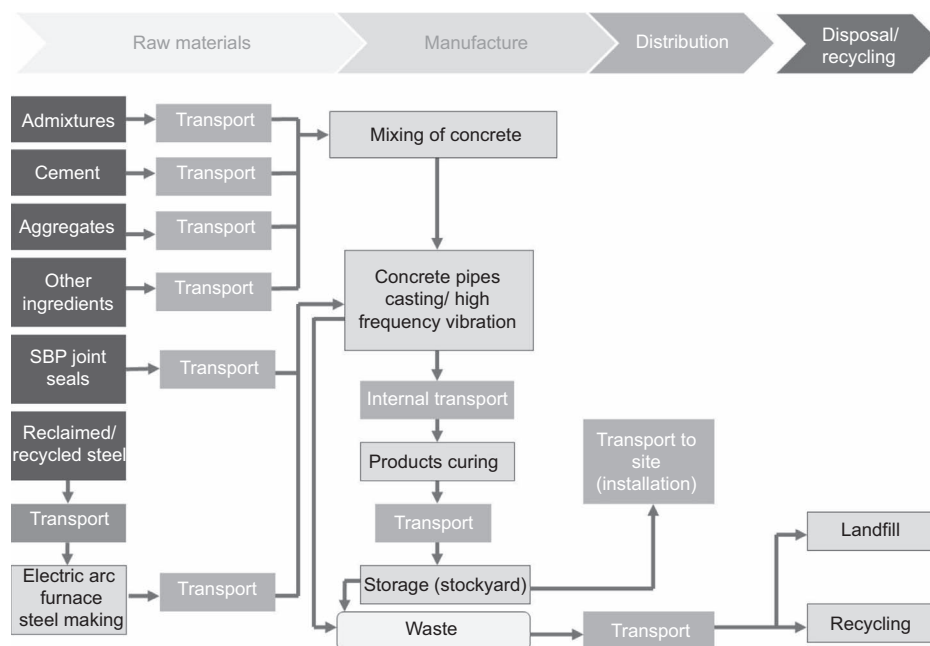 Raw materials
Manufacture
Distribution
Disposal/
recycling
Admixtures
Transport
Mixing of concrete
Cement
Transport
Aggregates
Transport
Other
ingredients
Transport
Concrete pipes
casting/ high
frequency vibration
SBP joint
seals
Transport
Internal transport
Reclaimed/
recycled steel
Products curing
Transport to
site
(installation)
Transport
Transport
Landfill
Electric arc
furnace
steel making
Transport
Storage (stockyard)
Waste
Transport
Recycling